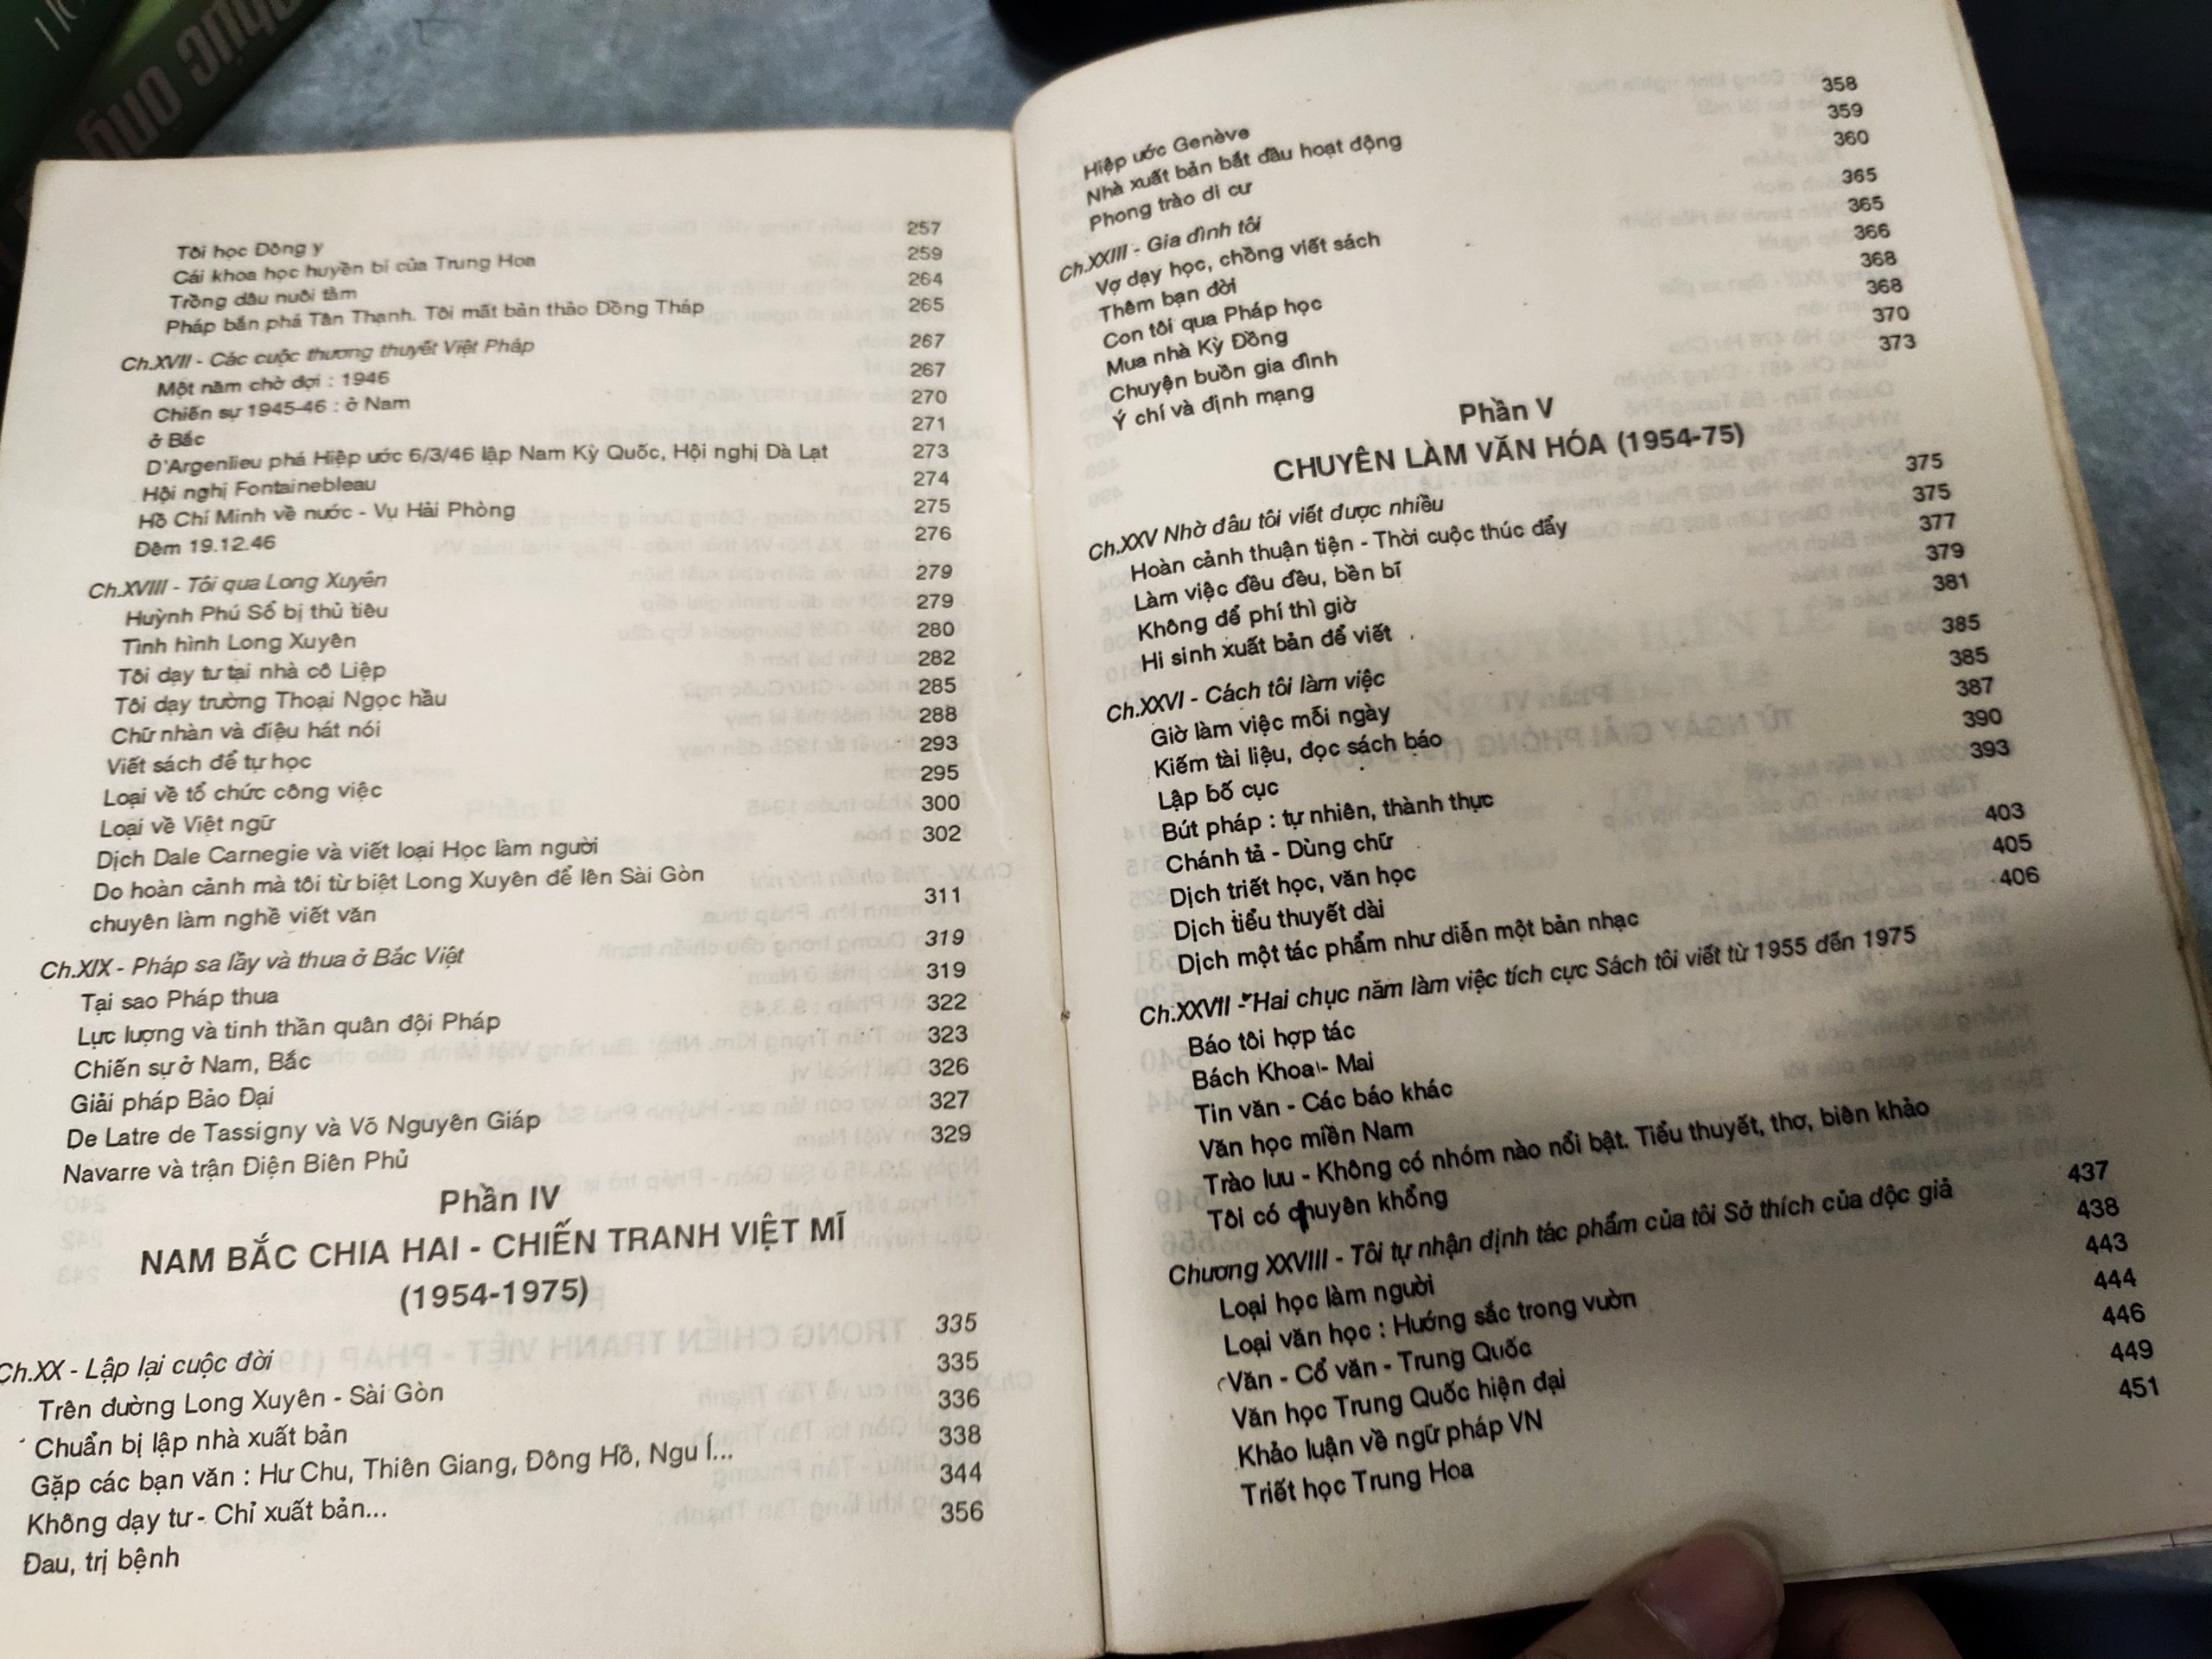 ỌNG
Tôi học Đông y 257
Cái khoa học huyền bí của Trung Hoa 259
Trồng dâu nuôi tằm 264
Pháp bắn phá Tân Thạnh. Tôi mất bản thảo Đồng Tháp 265
Ch.XVII - Các cuộc thương thuyết Việt Pháp 267
Một năm chờ đợi : 1946 267
Chiến sự 1945-46 : ở Nam 270
ở Bắc 271
D'Argenlieu phá Hiệp ước 6/3/46 lập Nam Kỳ Quốc, Hội nghị Đà Lạt 273
Hội nghị Fontainebleau 274
Hồ Chí Minh về nước - Vụ Hải Phòng 275
Đêm 19.12.46 276
Ch.XVIII - Tôi qua Long Xuyên 279
Huỳnh Phú Sổ bị thủ tiêu 279
Tình hình Long Xuyên 280
Tôi dạy tư tại nhà cô Liệp 282
Tôi dạy trường Thoại Ngọc hầu 285
Chữ nhàn và điệu hát nói 288
Viết sách để tự học 293
Loại về tổ chức công việc 295
Loại về Việt ngữ 300
Dịch Dale Carnegie và viết loại Học làm người 302
Do hoàn cảnh mà tôi từ biệt Long Xuyên để lên Sài Gòn
chuyên làm nghề viết văn 311
Ch.XIX - Pháp sa lầy và thua ở Bắc Việt 319
Tại sao Pháp thua 319
Lực lượng và tinh thần quân đội Pháp 322
Chiến sự ở Nam, Bắc 323
Giải pháp Bảo Đại 326
De Latre de Tassigny và Võ Nguyên Giáp 327
Navarre và trận Điện Biên Phủ 329
Phần IV
NAM BẮC CHIA HAI - CHIẾN TRANH VIỆT MĨ
(1954-1975)
Ch.XX - Lập lại cuộc đời 335
Trên đường Long Xuyên - Sài Gòn 335
Chuẩn bị lập nhà xuất bản 336
Gặp các bạn văn : Hư Chu, Thiên Giang, Đông Hồ, Ngu Í... 338
Không dạy tư - Chỉ xuất bản... 344
Đau, trị bệnh 356
Hiệp ước Genève 358
Nhà xuất bản bắt đầu hoạt động 359
Phong trào di cư 360
Ch.XXIII - Gia đình tôi 365
Vợ dạy học, chồng viết sách 365
Thêm bạn đời 366
Con tôi qua Pháp học 368
Mua nhà Kỳ Đồng 368
Chuyện buồn gia đình 370
Ý chí và định mạng 373
Phần V
CHUYÊN LÀM VĂN HÓA (1954-75)
Ch.XXV Nhờ đâu tôi viết được nhiều 375
Hoàn cảnh thuận tiện - Thời cuộc thúc đẩy 375
Làm việc đều đều, bền bĩ 377
Không để phí thì giờ 379
Hi sinh xuất bản để viết 381
Ch.XXVI - Cách tôi làm việc 385
Giờ làm việc mỗi ngày 385
Kiếm tài liệu, đọc sách báo 387
Lập bố cục 390
Bút pháp : tự nhiên, thành thực 393
Chánh tả - Dùng chữ
Dịch triết học, văn học 403
Dịch tiểu thuyết dài 405
Dịch một tác phẩm như diễn một bản nhạc 406
Ch.XXVII - Hai chục năm làm việc tích cực Sách tôi viết từ 1955 đến 1975
Báo tôi hợp tác
Bách Khoa - Mai
Tin văn - Các báo khác
Văn học miền Nam
Trào lưu - Không có nhóm nào nổi bật. Tiểu thuyết, thơ, biên khảo
Tôi có chuyên khổng
Chương XXVIII - Tôi tự nhận định tác phẩm của tôi Sở thích của độc giả 437
Loại học làm người 438
Loại văn học : Hướng sắc trong vườn 443
Văn - Cổ văn - Trung Quốc 444
Văn học Trung Quốc hiện đại 446
Khảo luận về ngữ pháp VN 449
Triết học Trung Hoa 451